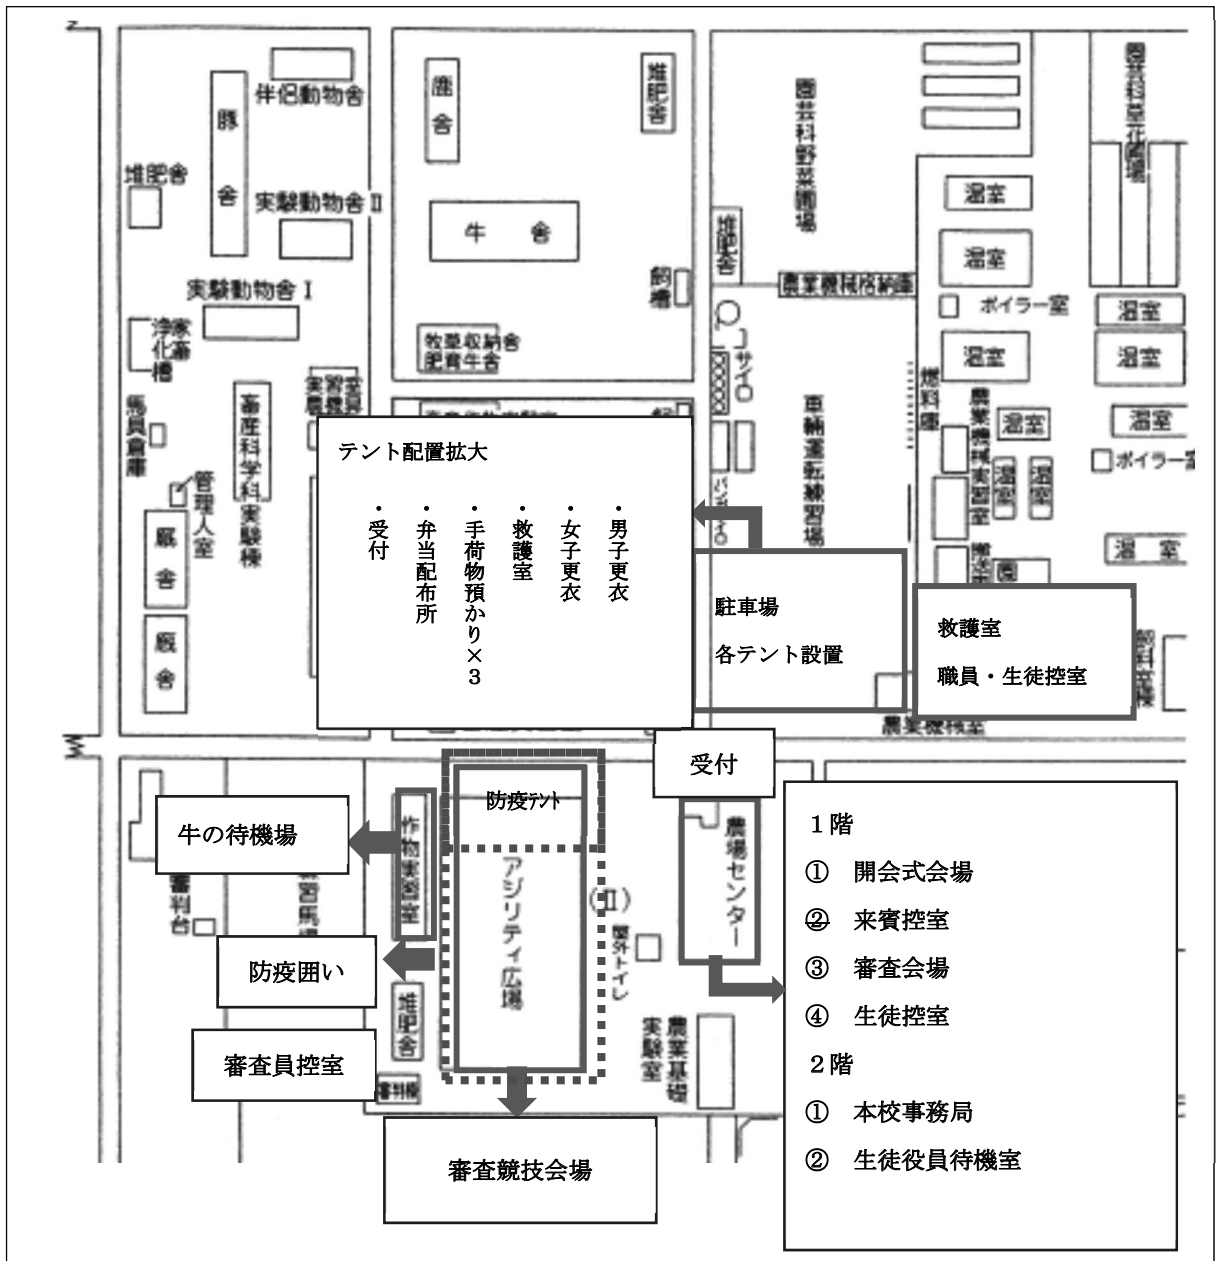 伴侶動物舎
豚舎
堆肥舎
実験動物舎Ⅱ
実験動物舎Ⅰ
家畜
浄化槽
馬具倉庫
畜産科学科実験棟
管理人室
厩舎
厩舎
鹿舎
堆肥舎
牛舎
飼槽
牧草収納舎
肥育牛舎
園芸科野菜圃場
堆肥舎
農業機械格納庫
サイロ
車輛運転練習場
温室
温室
ボイラー室
温室
温室
温室
燃料庫
農業機械実習室
温室
温室
温室
温室
ボイラー
温室
テント配置拡大
・男子更衣
・女子更衣
・救護室
・手荷物預かり×3
・弁当配布所
・受付
駐車場
各テント設置
救護室
職員・生徒控室
農業機械室
受付
防疫テント
牛の待機場
作物実習室
アジリティ広場
(Ⅱ)
農場センター
審判台
屋外トイレ
防疫囲い
堆肥舎
審査員控室
農業基礎
実験室
審査競技会場
1階
① 開会式会場
② 来賓控室
③ 審査会場
④ 生徒控室
2階
① 本校事務局
② 生徒役員待機室